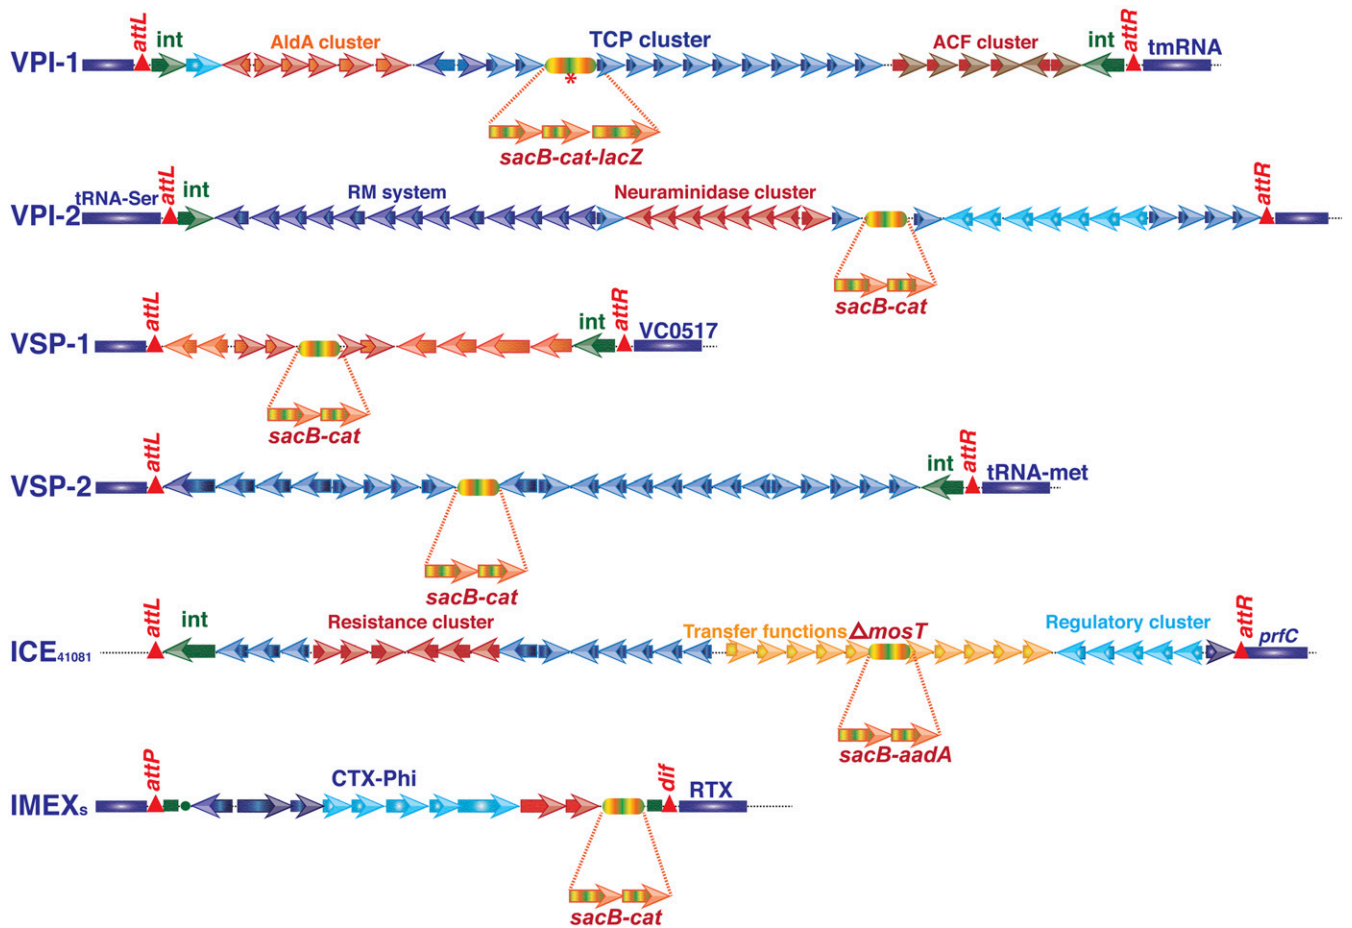 VPI-1 attL int AldA cluster TCP cluster ACF cluster int attR tmRNA
*
sacB-cat-lacZ
VPI-2 tRNA-Ser attL int RM system Neuraminidase cluster attR
sacB-cat
VSP-1 attL int attR VC0517
sacB-cat
VSP-2 attL int attR tRNA-met
sacB-cat
ICE41081 attL int Resistance cluster Transfer functions ΔmosT Regulatory cluster attR prfC
sacB-aadA
IMEXs attP CTX-Phi dif RTX
sacB-cat